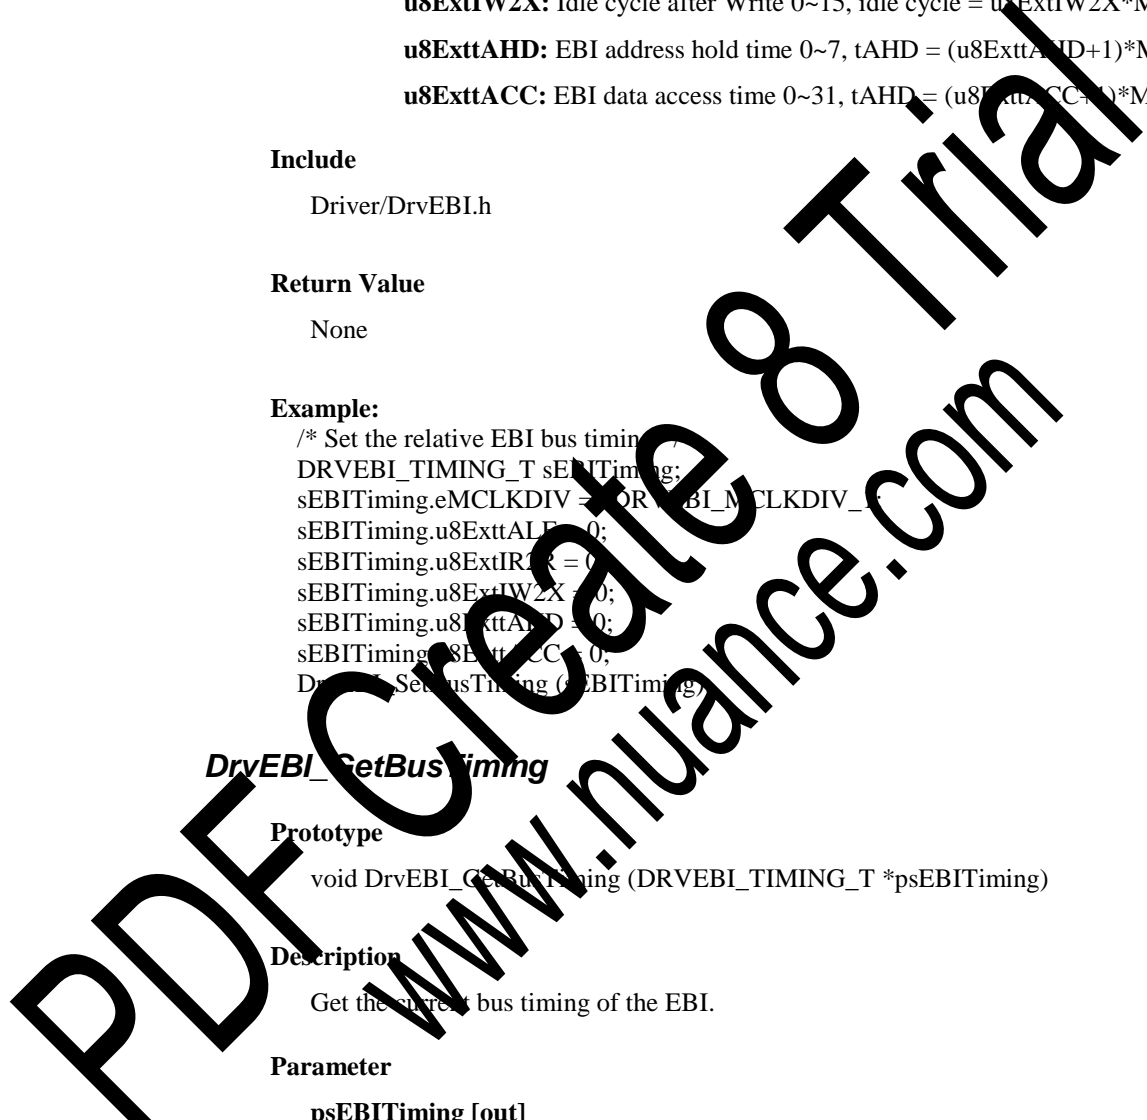 u8ExtIW2X: Idle cycle after Write 0~15, idle cycle = u8ExtIW2X*M
u8ExttAHD: EBI address hold time 0~7, tAHD = (u8ExttAHD+1)*M
u8ExttACC: EBI data access time 0~31, tAHD = (u8ExttACC+1)*M
Include
Driver/DrvEBI.h
Return Value
None
Example:
/* Set the relative EBI bus timing */
DRVEBI_TIMING_T sEBITiming;
sEBITiming.eMCLKDIV = DRVEBI_MCLKDIV_1;
sEBITiming.u8ExttALE = 0;
sEBITiming.u8ExtIR2R = 0;
sEBITiming.u8ExtIW2X = 0;
sEBITiming.u8ExttAHD = 0;
sEBITiming.u8ExttACC = 0;
DrvEBI_SetBusTiming (sEBITiming);
DrvEBI_GetBusTiming
Prototype
void DrvEBI_GetBusTiming (DRVEBI_TIMING_T *psEBITiming)
Description
Get the current bus timing of the EBI.
Parameter
psEBITiming [out]
PDF Create 8 Trial
www.nuance.com